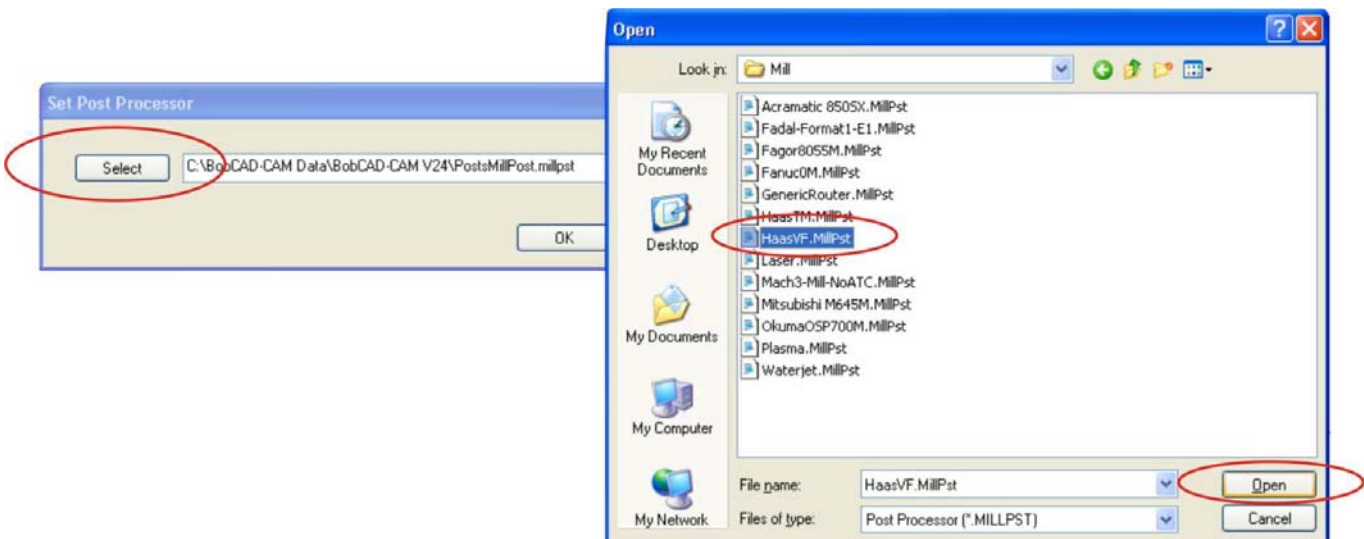 Set Post Processor
Select
C:\BobCAD-CAM Data\BobCAD-CAM V24\PostsMillPost.millpst
OK
Open
Look in:
Mill
My Recent
Documents
Desktop
My Documents
My Computer
My Network
Acramatic 850SX.MillPst
Fadal-Format1-E1.MillPst
Fagor8055M.MillPst
Fanuc0M.MillPst
GenericRouter.MillPst
HaasTM.MillPst
HaasVF.MillPst
Laser.MillPst
Mach3-Mill-NoATC.MillPst
Mitsubishi M645M.MillPst
OkumaOSP700M.MillPst
Plasma.MillPst
Waterjet.MillPst
File name:
HaasVF.MillPst
Open
Files of type:
Post Processor (*.MILLPST)
Cancel